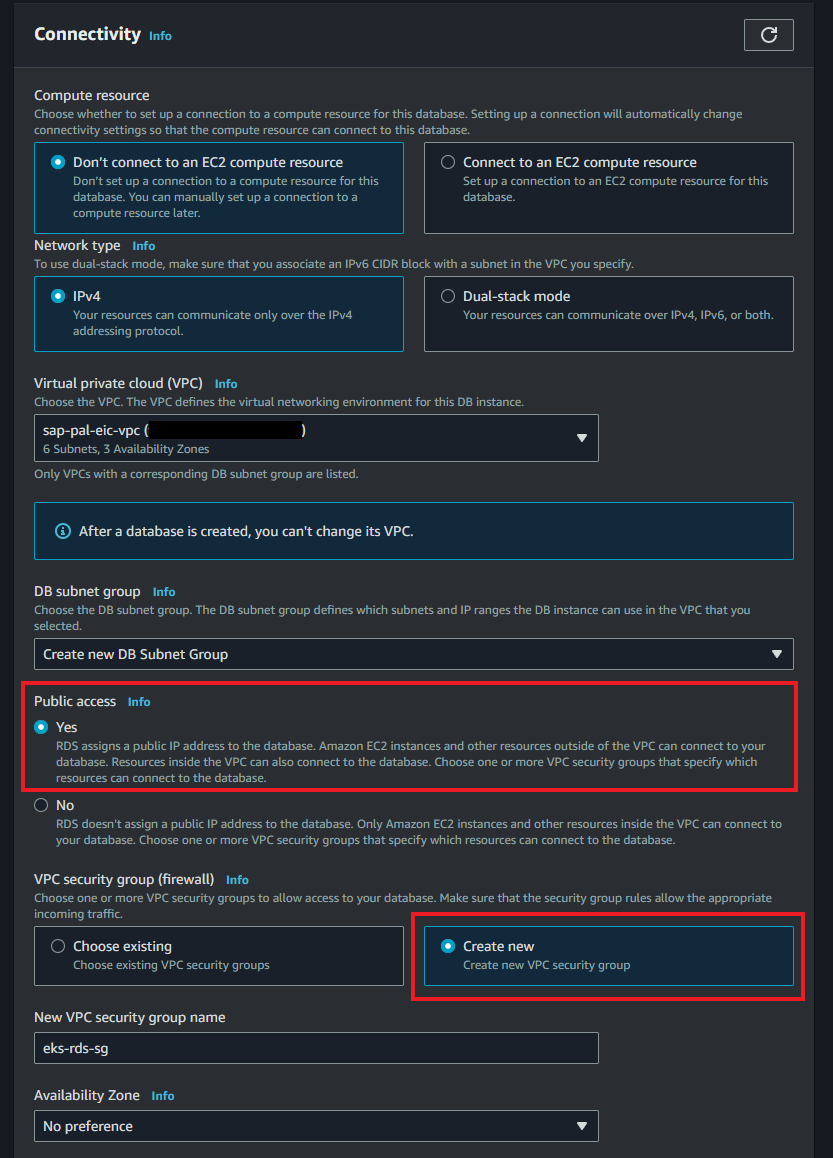 Connectivity Info
Compute resource
Choose whether to set up a connection to a compute resource for this database. Setting up a connection will automatically change
connectivity settings so that the compute resource can connect to this database.
Don't connect to an EC2 compute resource
Don't set up a connection to a compute resource for this
database. You can manually set up a connection to a
compute resource later.
Connect to an EC2 compute resource
Set up a connection to an EC2 compute resource for this
database.
Network type Info
To use dual-stack mode, make sure that you associate an IPv6 CIDR block with a subnet in the VPC you specify.
IPv4
Your resources can communicate only over the IPv4
addressing protocol.
Dual-stack mode
Your resources can communicate over IPv4, IPv6, or both.
Virtual private cloud (VPC) Info
Choose the VPC. The VPC defines the virtual networking environment for this DB instance.
sap-pal-eic-vpc ( )
6 Subnets, 3 Availability Zones
Only VPCs with a corresponding DB subnet group are listed.
After a database is created, you can't change its VPC.
DB subnet group Info
Choose the DB subnet group. The DB subnet group defines which subnets and IP ranges the DB instance can use in the VPC that you
selected.
Create new DB Subnet Group
Public access Info
Yes
RDS assigns a public IP address to the database. Amazon EC2 instances and other resources outside of the VPC can connect to your
database. Resources inside the VPC can also connect to the database. Choose one or more VPC security groups that specify which
resources can connect to the database.
No
RDS doesn't assign a public IP address to the database. Only Amazon EC2 instances and other resources inside the VPC can connect to
your database. Choose one or more VPC security groups that specify which resources can connect to the database.
VPC security group (firewall) Info
Choose one or more VPC security groups to allow access to your database. Make sure that the security group rules allow the appropriate
incoming traffic.
Choose existing
Choose existing VPC security groups
Create new
Create new VPC security group
New VPC security group name
eks-rds-sg
Availability Zone Info
No preference